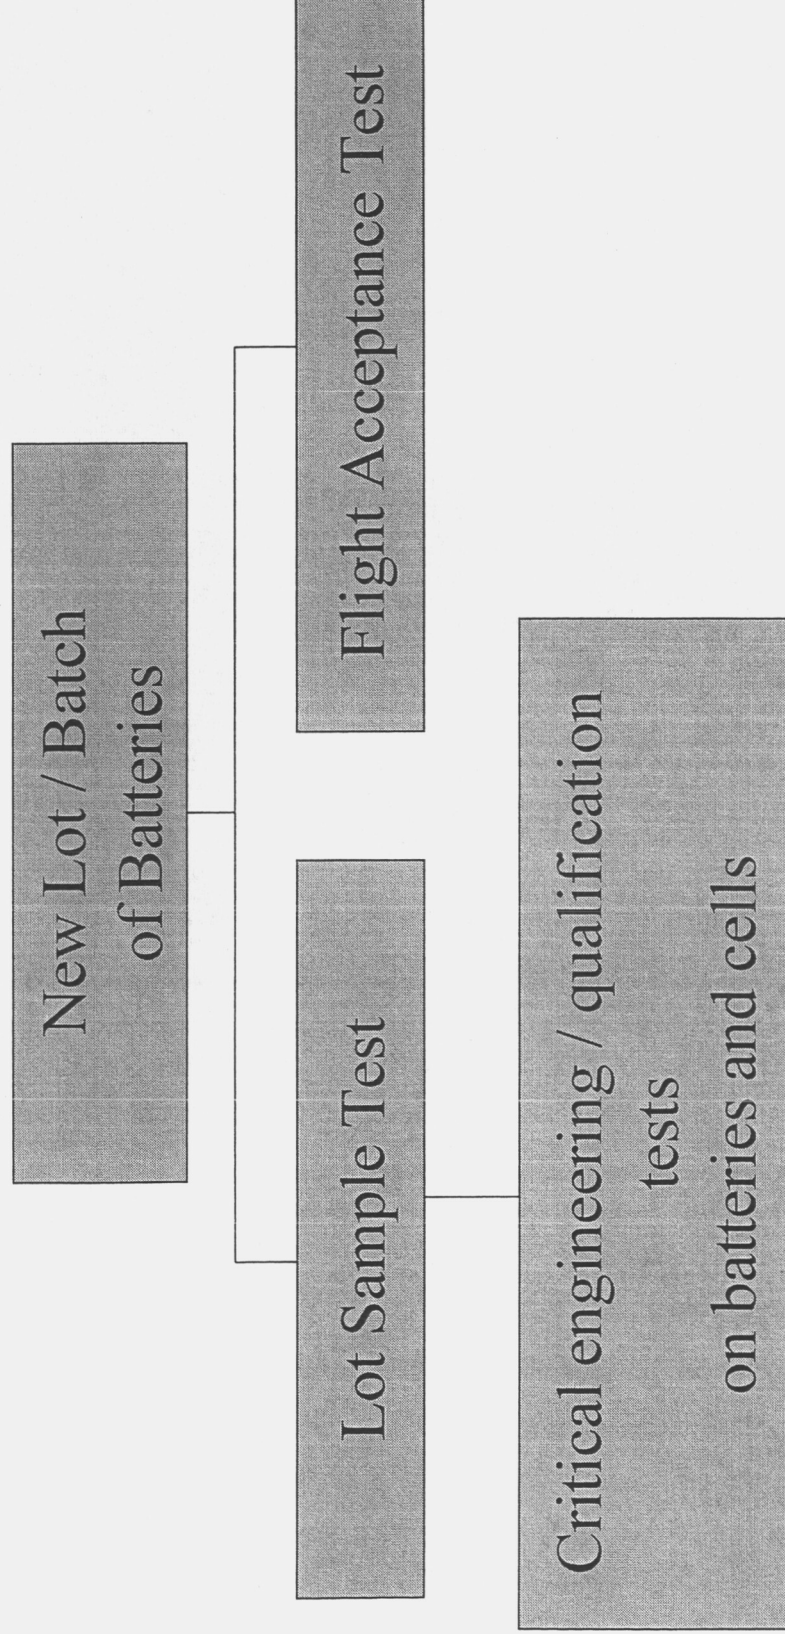 New Lot / Batch
of Batteries
Lot Sample Test
Flight Acceptance Test
Critical engineering / qualification
tests
on batteries and cells